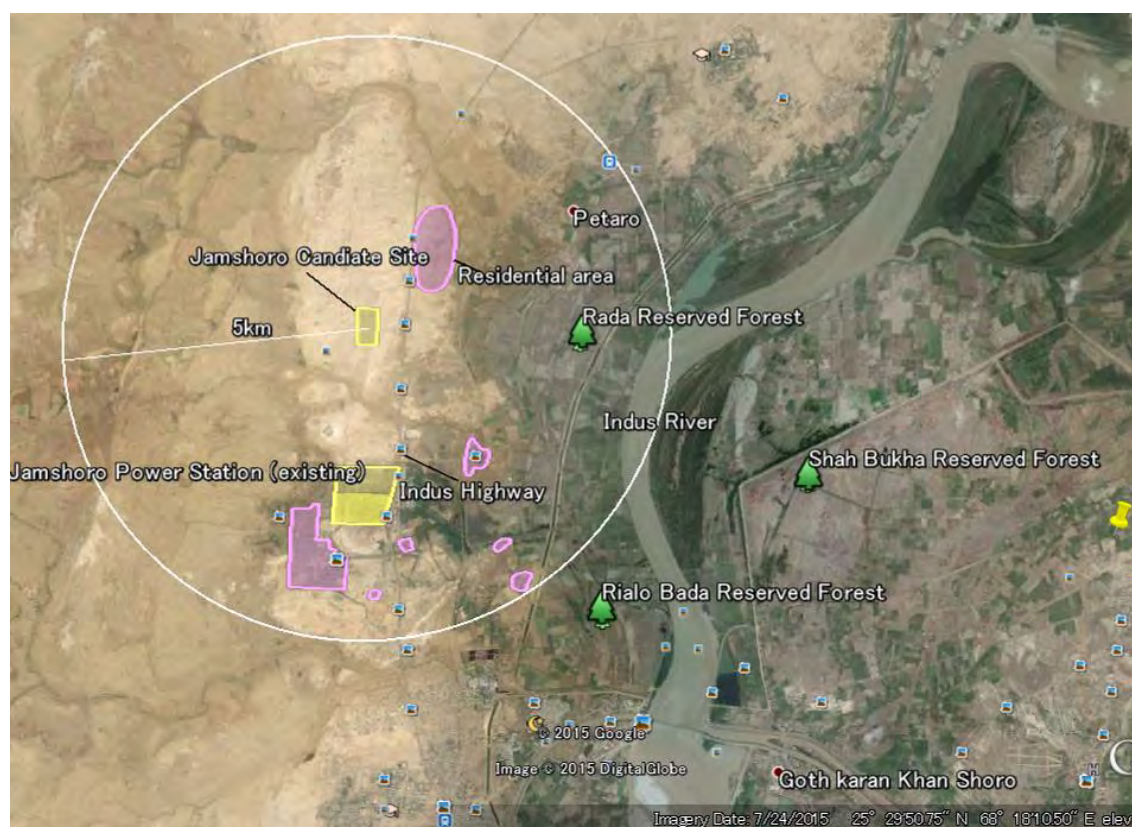 Petaro
Jamshoro Candiate Site
Residential area
Rada Reserved Forest
5km
Indus River
Shah Bukha Reserved Forest
Jamshoro Power Station (existing)
Indus Highway
Rialo Bada Reserved Forest
© 2015 Google
Image © 2015 DigitalGlobe
Goth karan Khan Shoro
Imagery Date: 7/24/2015 25° 29'50.75" N 68° 18'10.50" E elev